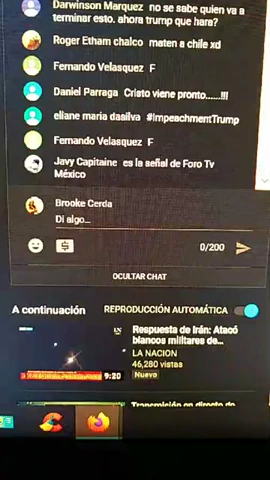 Darwinson Marquez no se sabe quien va a
terminar esto. ahora trump que hara?
Roger Etham chalco maten a chile xd
Fernando Velasquez F
Daniel Parraga Cristo viene pronto......!!!
eliane maria dasilva #ImpeachmentTrump
Fernando Velasquez F
Javy Capitaine es la señal de Foro Tv
México
Brooke Cerda
Di algo...
0/200
OCULTAR CHAT
A continuación REPRODUCCIÓN AUTOMÁTICA
Respuesta de Irán: Atacó
blancos militares de...
LA NACION
46,280 vistas
Nuevo
9:20
Transmisión en directo de